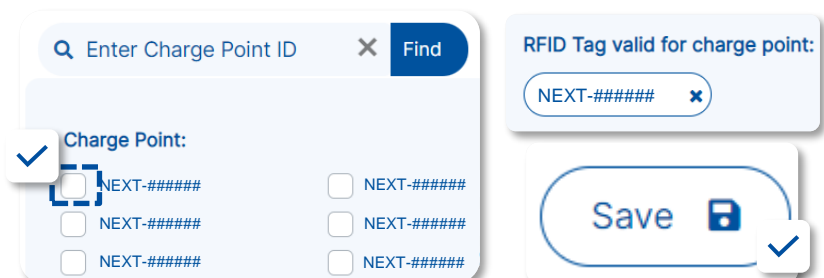 Enter Charge Point ID
Find
Charge Point:
NEXT-###### NEXT-######
NEXT-###### NEXT-######
NEXT-###### NEXT-######
RFID Tag valid for charge point:
NEXT-######
Save